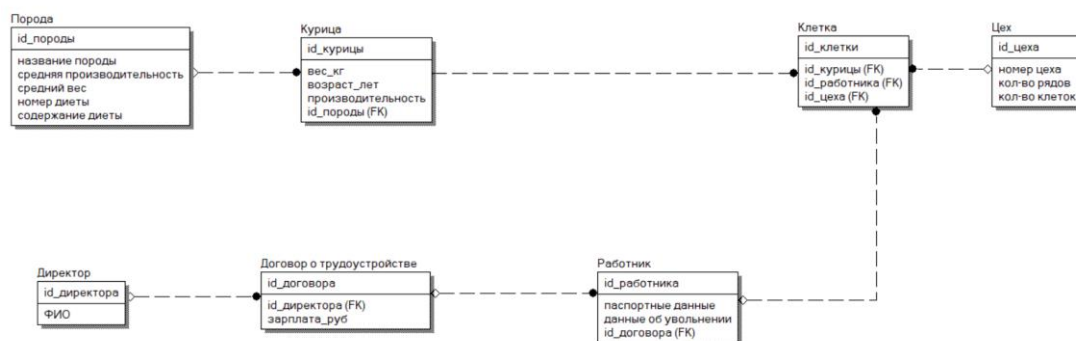 Порода
id_породы
название породы
средняя производительность
средний вес
номер диеты
содержание диеты
Курица
id_курицы
вес_кг
возраст_лет
производительность
id_породы (FK)
Клетка
id_клетки
id_курицы (FK)
id_работника (FK)
id_цеха (FK)
Цех
id_цеха
номер цеха
кол-во рядов
кол-во клеток
Директор
id_директора
ФИО
Договор о трудоустройстве
id_договора
id_директора (FK)
зарплата_руб
Работник
id_работника
паспортные данные
данные об увольнении
id_договора (FK)